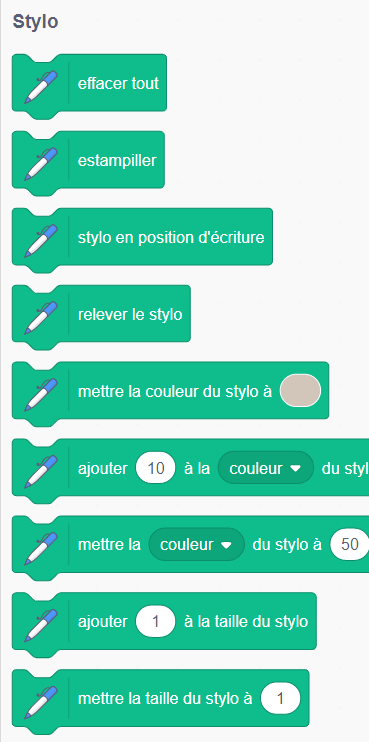 Stylo
effacer tout
estampiller
stylo en position d'écriture
relever le stylo
mettre la couleur du stylo à
ajouter 10 à la couleur du styl
mettre la couleur du stylo à 50
ajouter 1 à la taille du stylo
mettre la taille du stylo à 1